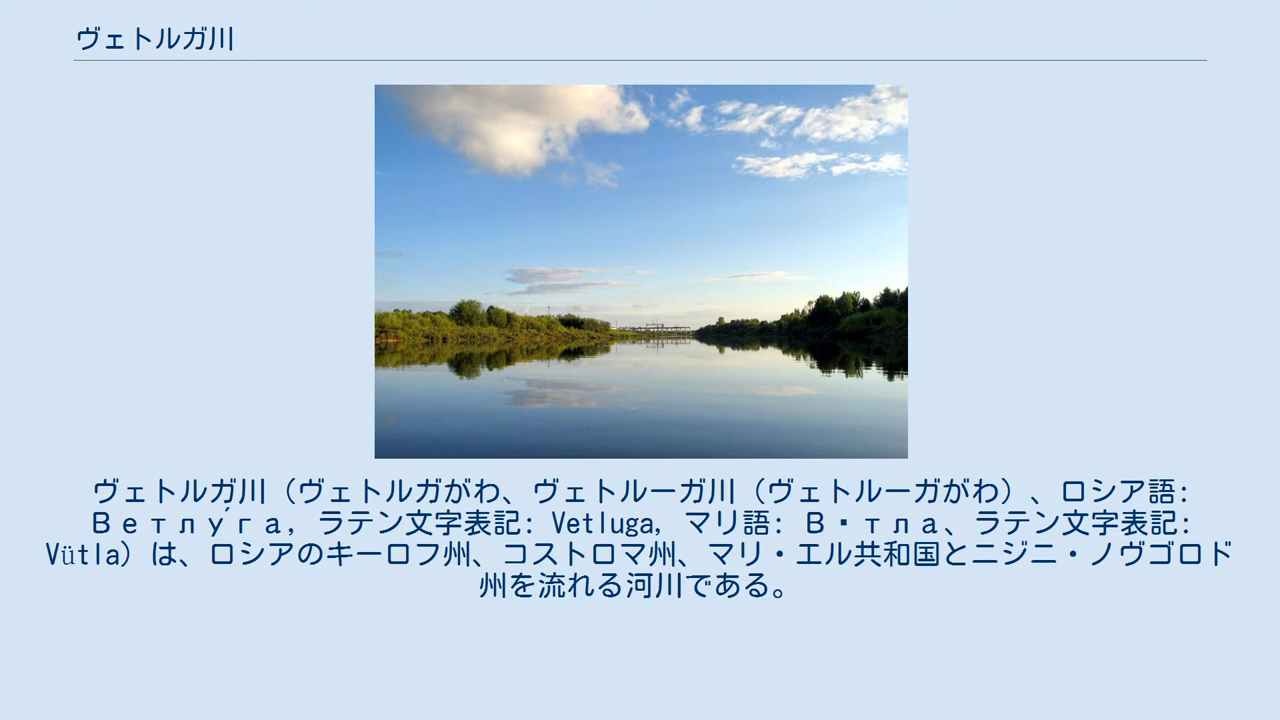 ヴェトルガ川
ヴェトルガ川（ヴェトルガがわ、ヴェトルーガ川（ヴェトルーガがわ）、ロシア語:
Ветлу́га, ラテン文字表記: Vetluga, マリ語: В▪тла、ラテン文字表記:
Vütla）は、ロシアのキーロフ州、コストロマ州、マリ・エル共和国とニジニ・ノヴゴロド
州を流れる河川である。